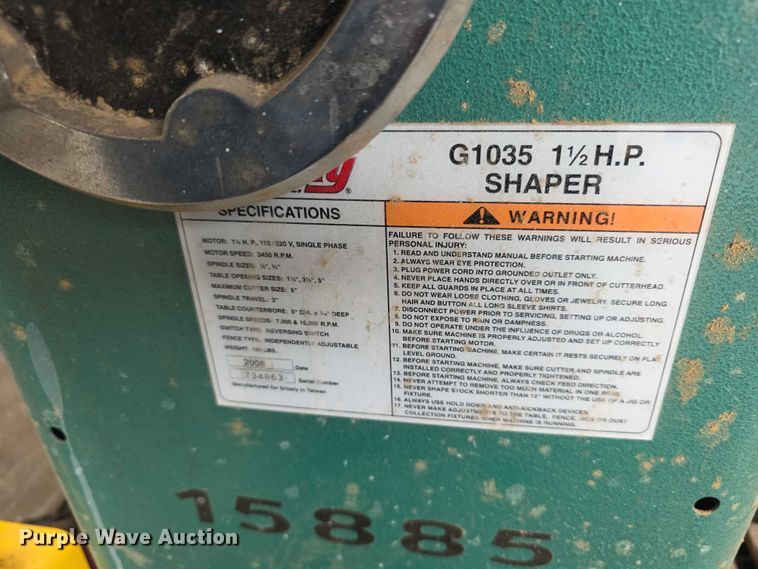 G1035 1½ H.P.
SHAPER
SPECIFICATIONS
MOTOR: 1½ H. P., 110 / 220 V, SINGLE PHASE
MOTOR SPEED: 3450 R.P.M.
SPINDLE SIZES: ½", ¾"
TABLE OPENING SIZES: 1¼", 3½", 5"
MAXIMUM CUTTER SIZE: 5"
SPINDLE TRAVEL: 3"
TABLE COUNTERBORE: 5" DIA. x DEEP
SPINDLE SPEEDS: 7,000 & 10,000 R.P.M.
SWITCH TYPE: REVERSING SWITCH
FENCE TYPE: INDEPENDENTLY ADJUSTABLE
WEIGHT: LBS.
2008 Date
734863 Serial Number
Manufactured for Grizzly in Taiwan
WARNING!
FAILURE TO FOLLOW THESE WARNINGS WILL RESULT IN SERIOUS
PERSONAL INJURY:
1. READ AND UNDERSTAND MANUAL BEFORE STARTING MACHINE.
2. ALWAYS WEAR EYE PROTECTION.
3. PLUG POWER CORD INTO GROUNDED OUTLET ONLY.
4. NEVER PLACE HANDS DIRECTLY OVER OR IN FRONT OF CUTTERHEAD.
5. KEEP ALL GUARDS IN PLACE AT ALL TIMES.
6. DO NOT WEAR LOOSE CLOTHING, GLOVES OR JEWELRY. SECURE LONG
HAIR AND BUTTON ALL LONG SLEEVE SHIRTS.
7. DISCONNECT POWER PRIOR TO SERVICING, SETTING UP OR ADJUSTING.
8. DO NOT EXPOSE TO RAIN OR DAMPNESS.
9. DO NOT OPERATE UNDER THE INFLUENCE OF DRUGS OR ALCOHOL.
10. MAKE SURE MACHINE IS PROPERLY ADJUSTED AND SET UP CORRECTLY
BEFORE STARTING MOTOR.
11. BEFORE STARTING MACHINE, MAKE CERTAIN IT RESTS SECURELY ON FLAT,
LEVEL GROUND.
12. BEFORE STARTING MACHINE, MAKE SURE CUTTER AND SPINDLE ARE
INSTALLED CORRECTLY AND PROPERLY TIGHTENED.
13. BEFORE STARTING MACHINE, ALWAYS CHECK FEED DIRECTION.
14. NEVER ATTEMPT TO REMOVE TOO MUCH MATERIAL IN ONE PASS.
15. NEVER SHAPE STOCK SHORTER THAN 12" WITHOUT THE USE OF A JIG OR
FIXTURE.
16. ALWAYS USE HOLD DOWN AND ANTI-KICKBACK DEVICES.
17. NEVER MAKE ADJUSTMENTS TO THE TABLE, FENCE, JIGS OR DUST
COLLECTION FIXTURES WHEN MACHINE IS RUNNING.
15885
Purple Wave Auction